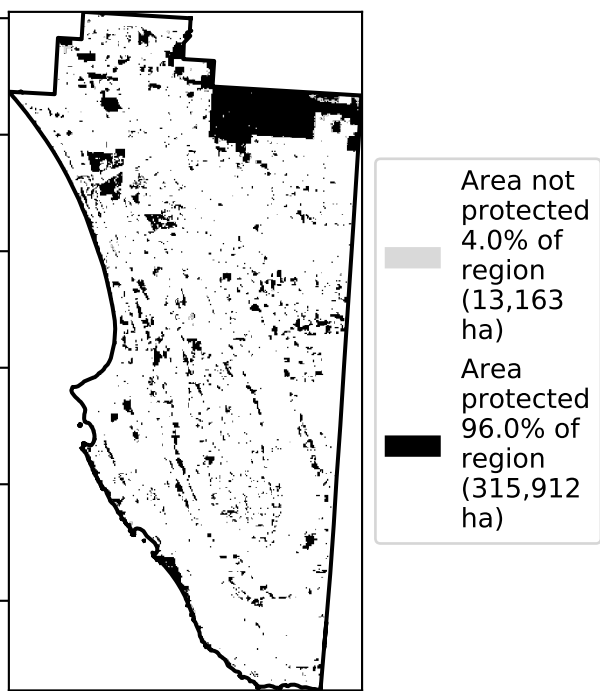 Area not
protected
4.0% of
region
(13,163
ha)
Area
protected
96.0% of
region
(315,912
ha)